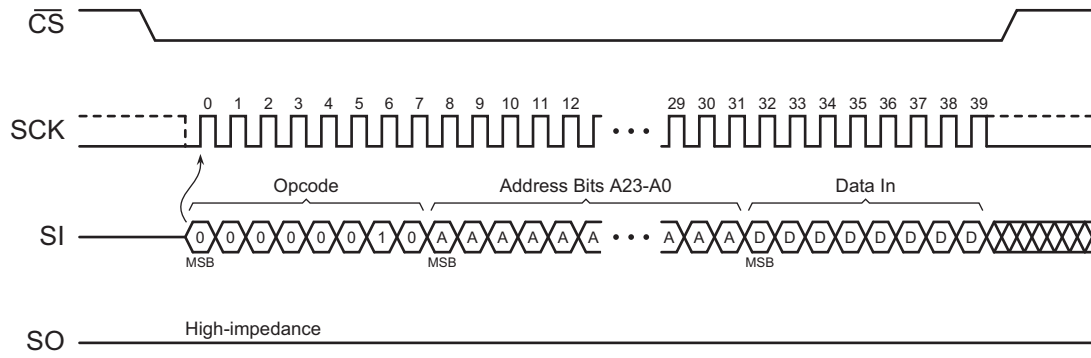 CS
0 1 2 3 4 5 6 7 8 9 10 11 12 29 30 31 32 33 34 35 36 37 38 39
SCK
Opcode Address Bits A23-A0 Data In
SI 0 0 0 0 0 0 1 0 A A A A A A A A A D D D D D D D D
MSB MSB MSB
High-impedance
SO